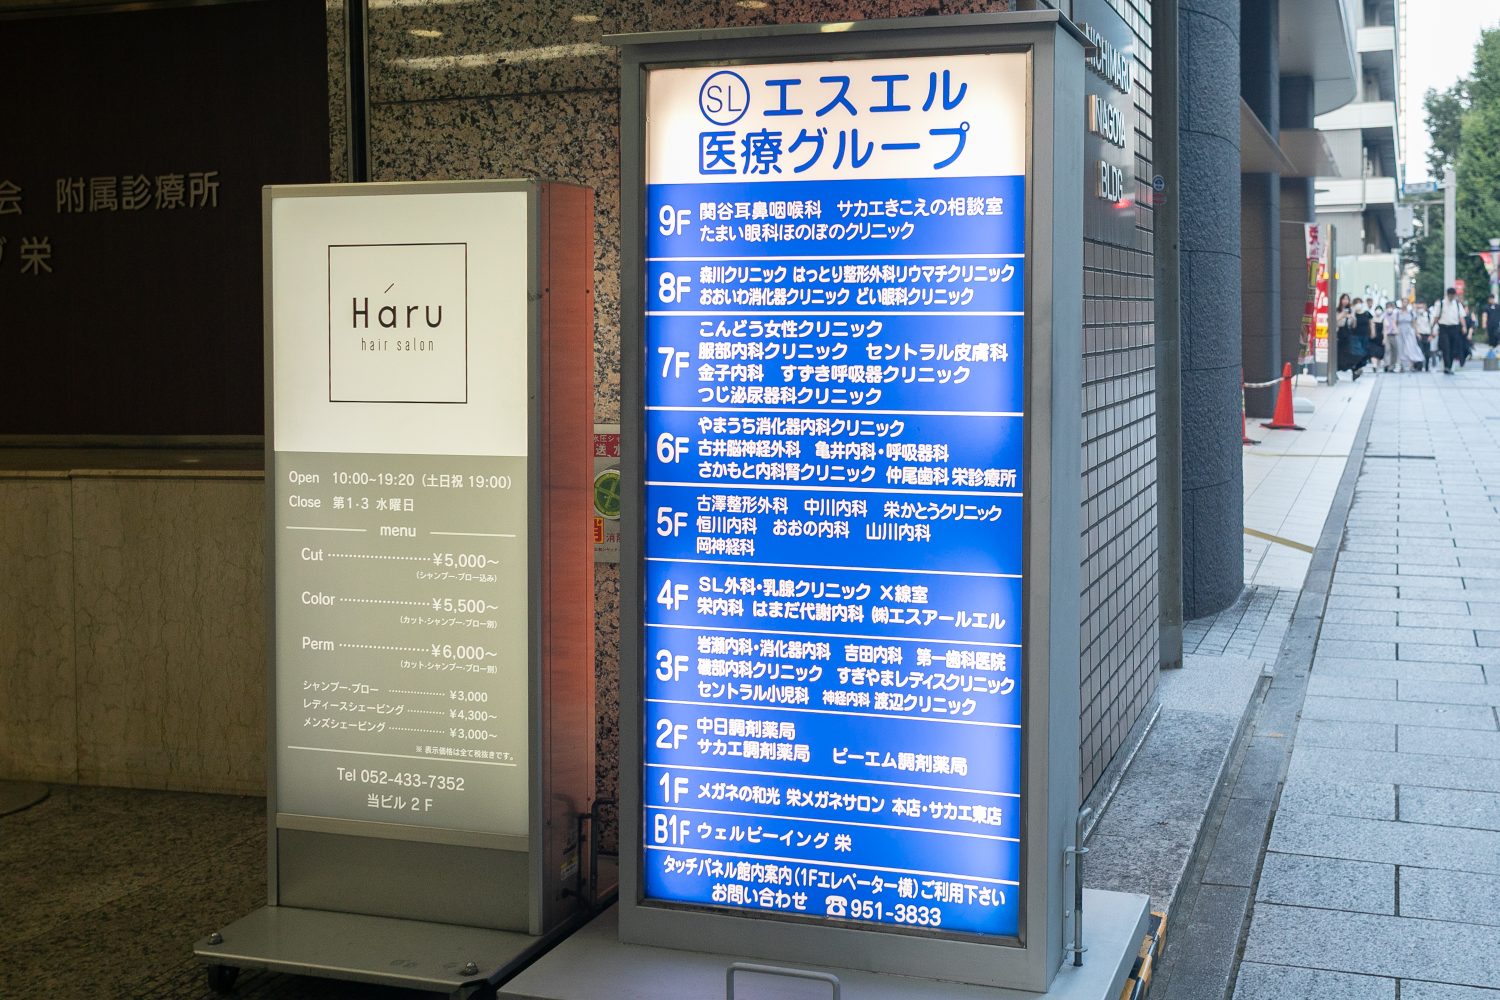 会 附属診療所
ブ 栄
Haru
hair salon
Open 10:00~19:20 (土日祝 19:00)
Close 第1・3 水曜日
menu
Cut ¥5,000~
(シャンプー・ブロー込み)
Color ¥5,500~
(カット・シャンプー・ブロー別)
Perm ¥6,000~
(カット・シャンプー・ブロー別)
シャンプー・ブロー ¥3,000
レディースシェービング ¥4,300~
メンズシェービング ¥3,000~
※ 表示価格は全て税抜きです。
Tel 052-433-7352
当ビル 2F
SL エスエル
医療グループ
9F 関谷耳鼻咽喉科 サカエきこえの相談室
たまい眼科ほのぼのクリニック
8F 森川クリニック はっとり整形外科リウマチクリニック
おおいわ消化器クリニック どい眼科クリニック
7F こんどう女性クリニック
服部内科クリニック セントラル皮膚科
金子内科 すずき呼吸器クリニック
つじ泌尿器科クリニック
6F やまうち消化器内科クリニック
古井脳神経外科 亀井内科・呼吸器科
さかもと内科腎クリニック 仲尾歯科 栄診療所
5F 古澤整形外科 中川内科 栄かとうクリニック
恒川内科 おおの内科 山川内科
岡神経科
4F SL外科・乳腺クリニック X線室
栄内科 はまだ代謝内科 ㈱エスアールエル
3F 岩瀬内科・消化器内科 吉田内科 第一歯科医院
磯部内科クリニック すぎやまレディスクリニック
セントラル小児科 神経内科 渡辺クリニック
2F 中日調剤薬局
サカエ調剤薬局 ピーエム調剤薬局
1F メガネの和光 栄メガネサロン 本店・サカエ東店
B1F ウェルビーイング 栄
タッチパネル館内案内(1Fエレベーター横)ご利用下さい
お問い合わせ ☎951-3833
NICHIMARU
NAGOYA
BLDG